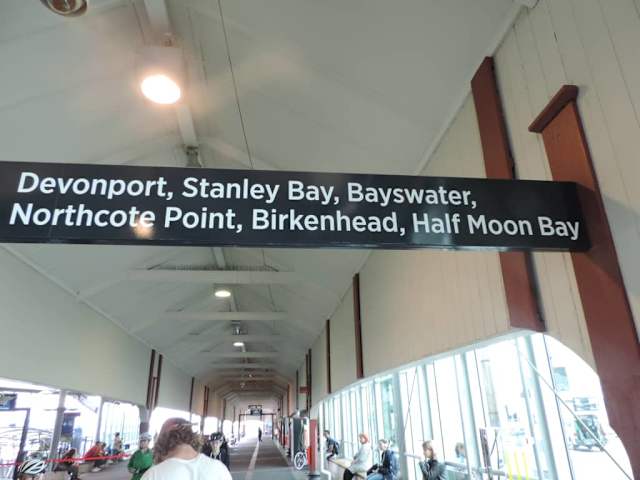 Devonport, Stanley Bay, Bayswater,
Northcote Point, Birkenhead, Half Moon Bay